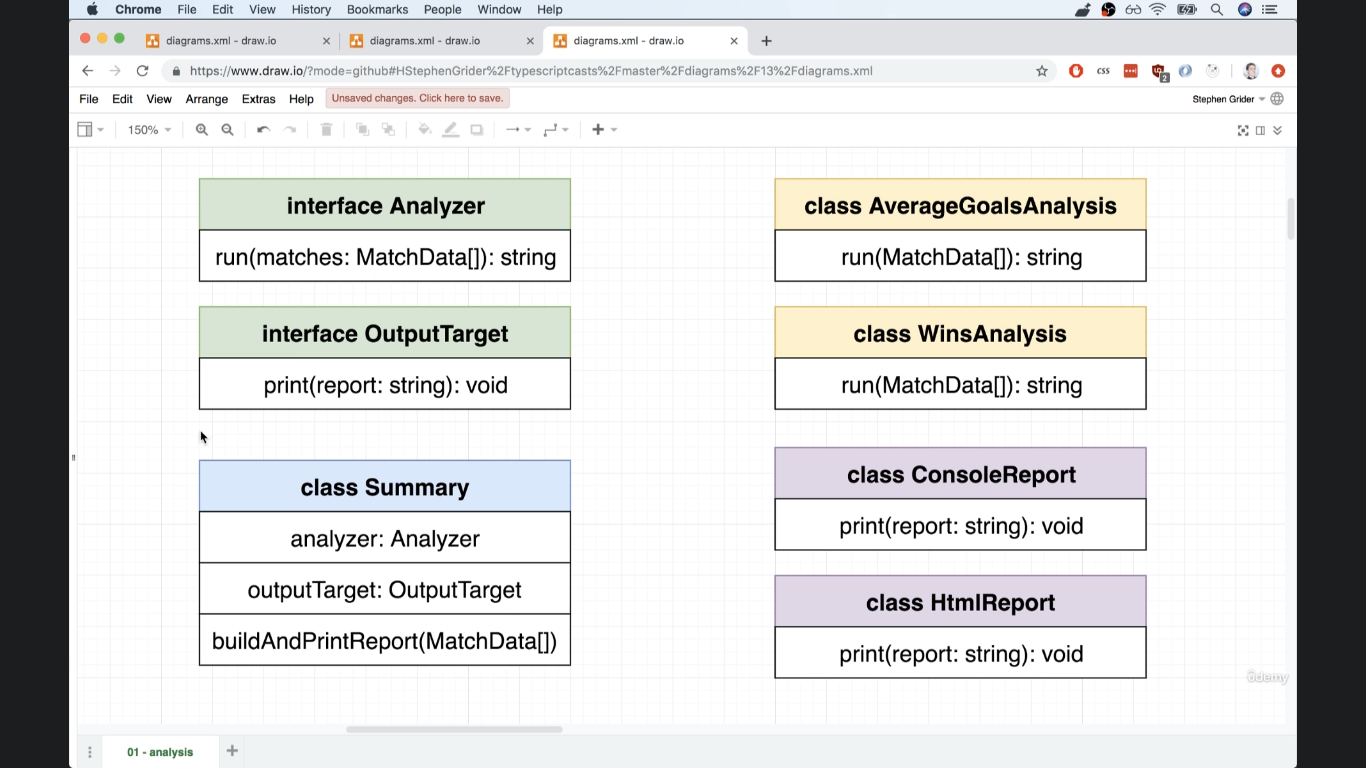 Chrome File Edit View History Bookmarks People Window Help
diagrams.xml - draw.io
diagrams.xml - draw.io
diagrams.xml - draw.io
https://www.draw.io/?mode=github#HStephenGrider%2Ftypescriptcasts%2Fmaster%2Fdiagrams%2F13%2Fdiagrams.xml
css
2
File Edit View Arrange Extras Help Unsaved changes. Click here to save.
Stephen Grider
150%
interface Analyzer
run(matches: MatchData[]): string
interface OutputTarget
print(report: string): void
class Summary
analyzer: Analyzer
outputTarget: OutputTarget
buildAndPrintReport(MatchData[])
class AverageGoalsAnalysis
run(MatchData[]): string
class WinsAnalysis
run(MatchData[]): string
class ConsoleReport
print(report: string): void
class HtmlReport
print(report: string): void
ûdemy
01 - analysis